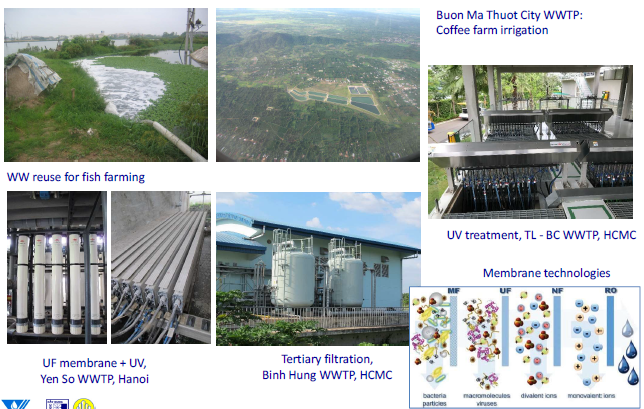 Buon Ma Thuot City WWTP:
Coffee farm irrigation
WW reuse for fish farming
UV treatment, TL - BC WWTP, HCMC
UF membrane + UV,
Yen So WWTP, Hanoi
Tertiary filtration,
Binh Hung WWTP, HCMC
Membrane technologies
MF UF NF RO
bacteria macromolecules divalent ions monovalent ions
particles viruses